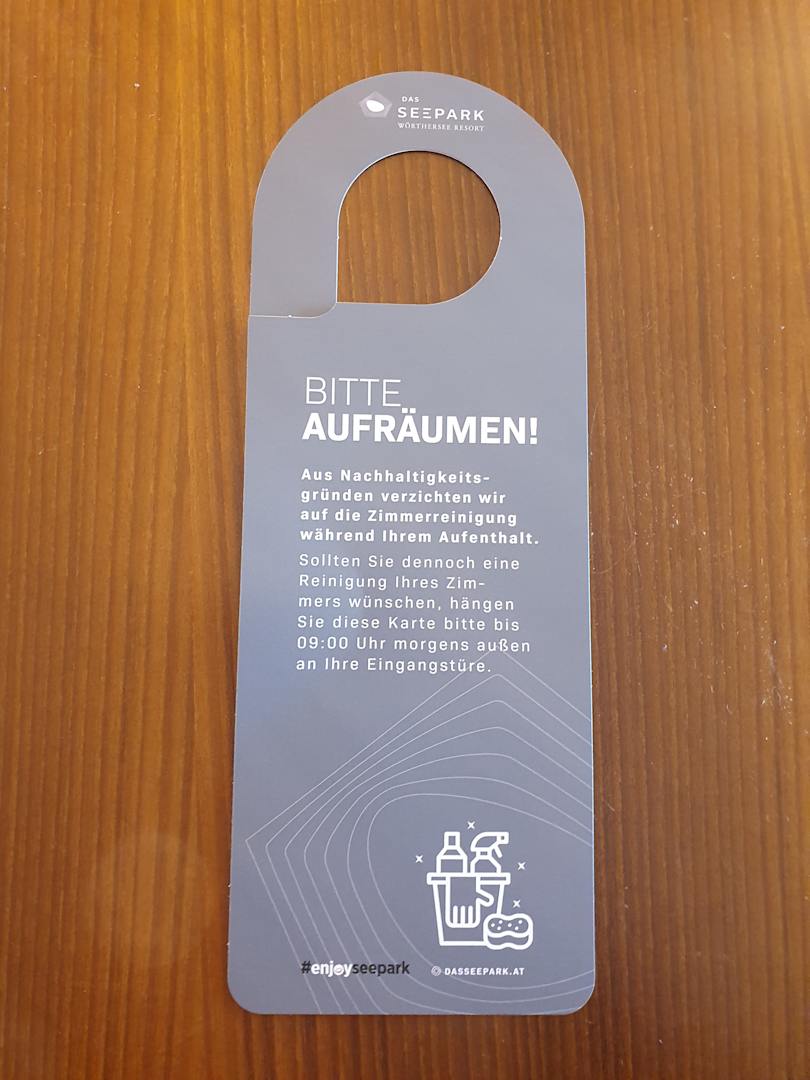 DAS
SEEPARK
WÖRTHERSEE RESORT
BITTE
AUFRÄUMEN!
Aus Nachhaltigkeits-
gründen verzichten wir
auf die Zimmerreinigung
während Ihrem Aufenthalt.
Sollten Sie dennoch eine
Reinigung Ihres Zim-
mers wünschen, hängen
Sie diese Karte bitte bis
09:00 Uhr morgens außen
an Ihre Eingangstüre.
#enjoyseepark DASSEEPARK.AT